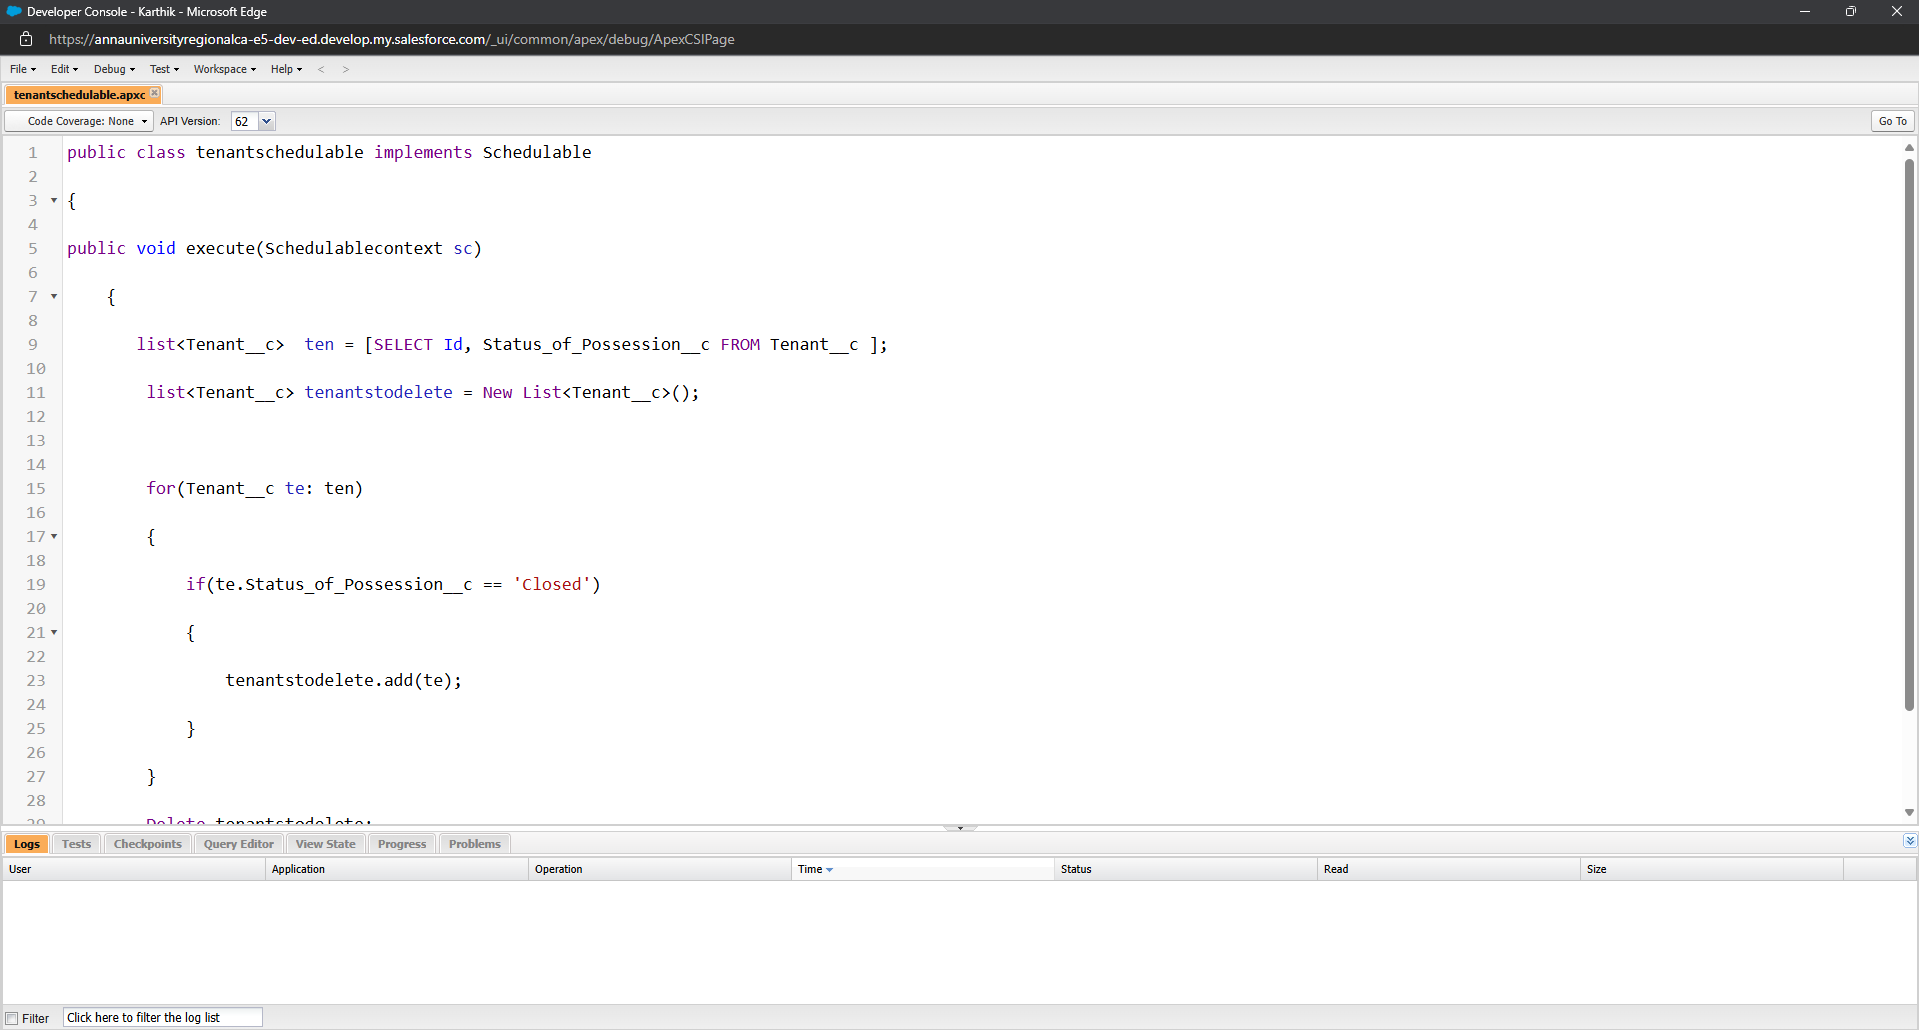 Developer Console - Karthik - Microsoft Edge
https://annauniversityregionalca-e5-dev-ed.develop.my.salesforce.com/_ui/common/apex/debug/ApexCSIPage
File Edit Debug Test Workspace Help < >
tenantschedulable.apxc
Code Coverage: None API Version: 62 Go To
1 public class tenantschedulable implements Schedulable
2
3 {
4
5 public void execute(Schedulablecontext sc)
6
7 {
8
9 list<Tenant__c> ten = [SELECT Id, Status_of_Possession__c FROM Tenant__c ];
10
11 list<Tenant__c> tenantstodelete = New List<Tenant__c>();
12
13
14
15 for(Tenant__c te: ten)
16
17 {
18
19 if(te.Status_of_Possession__c == 'Closed')
20
21 {
22
23 tenantstodelete.add(te);
24
25 }
26
27 }
28
29 Delete tenantstodelete;
Logs Tests Checkpoints Query Editor View State Progress Problems
User Application Operation Time Status Read Size
Filter Click here to filter the log list